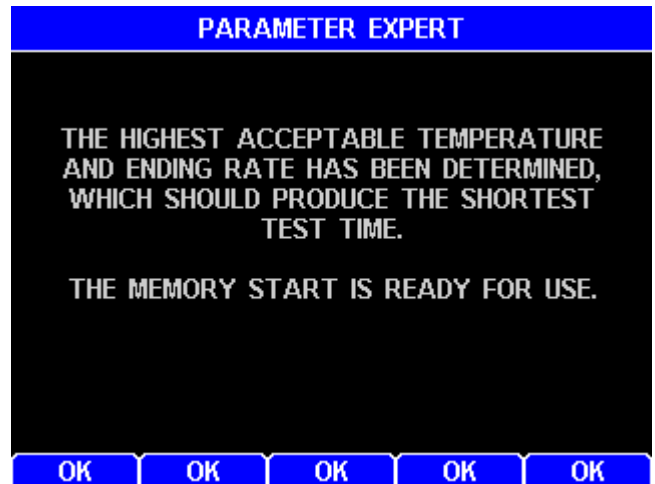 PARAMETER EXPERT
THE HIGHEST ACCEPTABLE TEMPERATURE
AND ENDING RATE HAS BEEN DETERMINED,
WHICH SHOULD PRODUCE THE SHORTEST
TEST TIME.
THE MEMORY START IS READY FOR USE.
OK OK OK OK OK